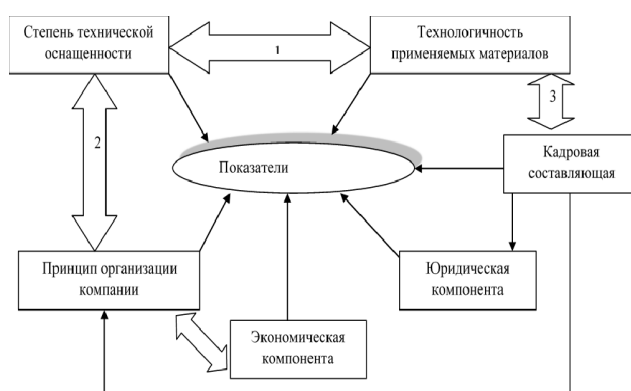 Степень технической
оснащенности
1
Технологичность
применяемых материалов
2
3
Показатели
Кадровая
составляющая
Принцип организации
компании
Юридическая
компонента
Экономическая
компонента